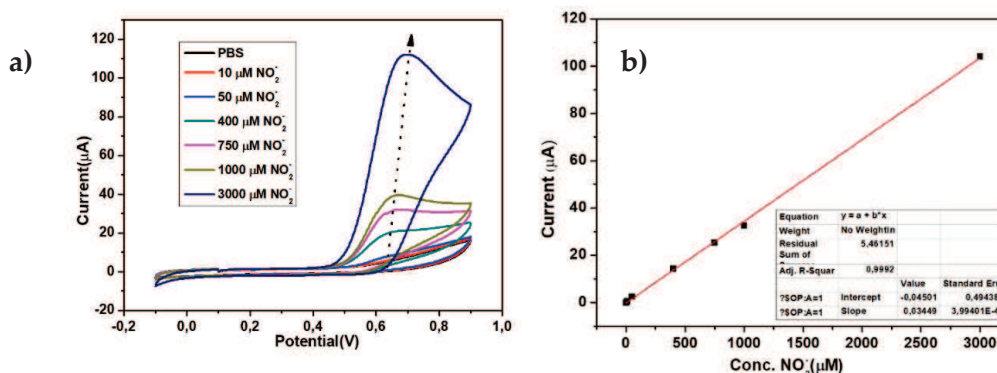 a)
Current(µA)
120
100
80
60
40
20
0
-20
PBS
10 µM NO₂⁻
50 µM NO₂⁻
400 µM NO₂⁻
750 µM NO₂⁻
1000 µM NO₂⁻
3000 µM NO₂⁻
-0,2 0,0 0,2 0,4 0,6 0,8 1,0
Potential(V)
b)
Current (µA)
120
100
80
60
40
20
0
Equation y = a + b*x
Weight No Weightin
Residual 5,46151
Sum of
Adj. R-Squar 0,9992
Value Standard Err
?$OP:A=1 Intercept -0,04501 0,49438
?$OP:A=1 Slope 0,03449 3,99401E-4
0 500 1000 1500 2000 2500 3000
Conc. NO₂⁻(µM)